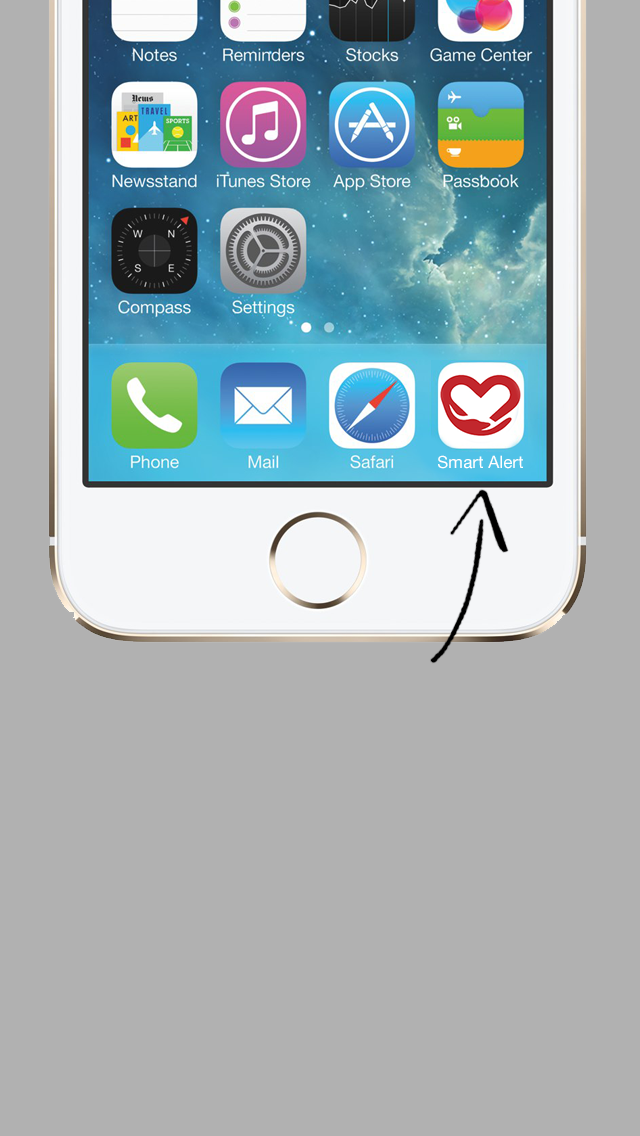 Notes Reminders Stocks Game Center
News
ART TRAVEL SPORTS
Newsstand iTunes Store App Store Passbook
W N
S E
Compass Settings
Phone Mail Safari Smart Alert